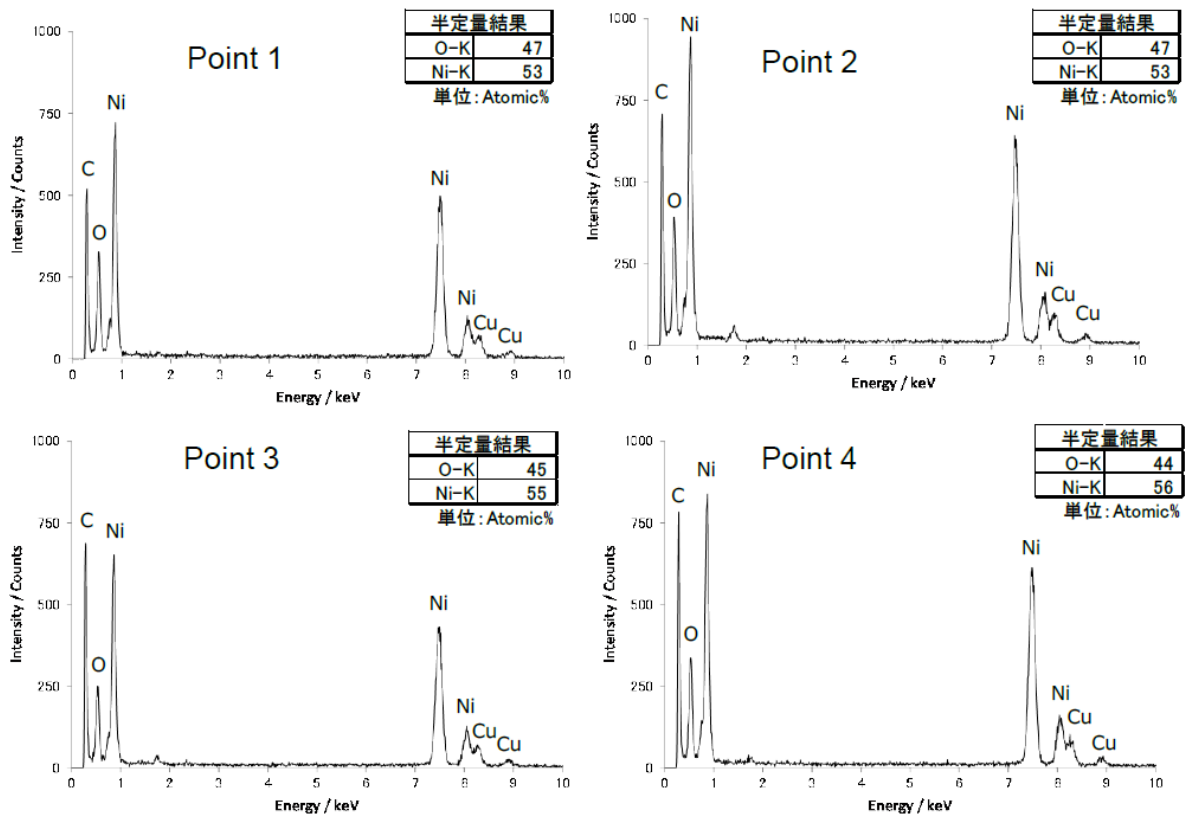 Point 1
半定量結果
O-K 47
Ni-K 53
単位:Atomic%
1000
750
500
250
0
Intensity / Counts
C
O
Ni
Ni
Ni
Cu
Cu
0 1 2 3 4 5 6 7 8 9 10
Energy / keV
Point 2
半定量結果
O-K 47
Ni-K 53
単位:Atomic%
1000
750
500
250
0
Intensity / Counts
C
O
Ni
Ni
Ni
Cu
Cu
0 1 2 3 4 5 6 7 8 9 10
Energy / keV
Point 3
半定量結果
O-K 45
Ni-K 55
単位:Atomic%
1000
750
500
250
0
Intensity / Counts
C
O
Ni
Ni
Ni
Cu
Cu
0 1 2 3 4 5 6 7 8 9 10
Energy / keV
Point 4
半定量結果
O-K 44
Ni-K 56
単位:Atomic%
1000
750
500
250
0
Intensity / Counts
C
O
Ni
Ni
Ni
Cu
Cu
0 1 2 3 4 5 6 7 8 9 10
Energy / keV